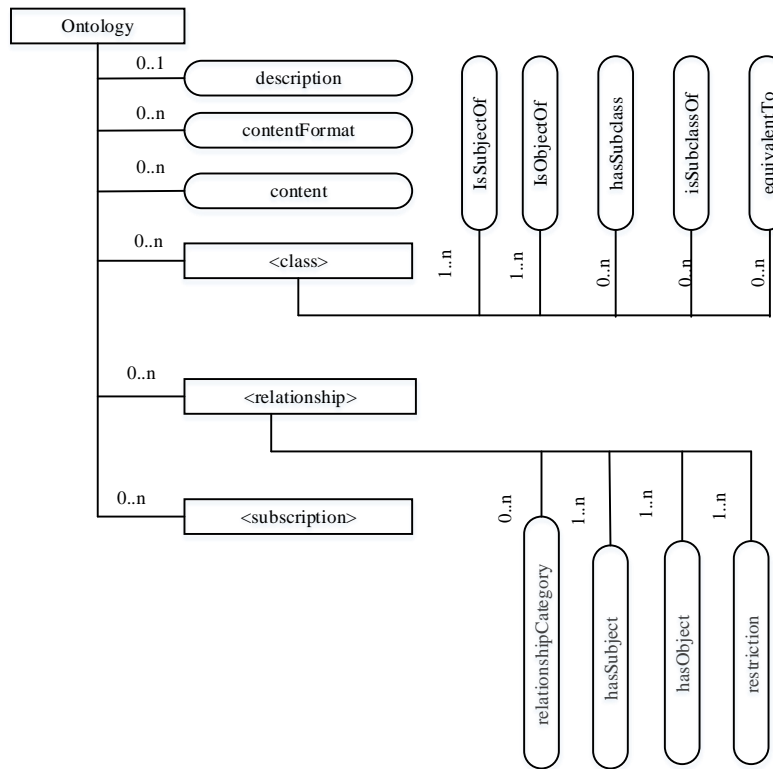 Ontology
0..1
description
0..n
contentFormat
0..n
content
0..n
<class>
IsSubjectOf
IsObjectOf
hasSubclass
isSubclassOf
equivalentTo
1..n
1..n
0..n
0..n
0..n
0..n
<relationship>
0..n
<subscription>
0..n
1..n
1..n
1..n
relationshipCategory
hasSubject
hasObject
restriction